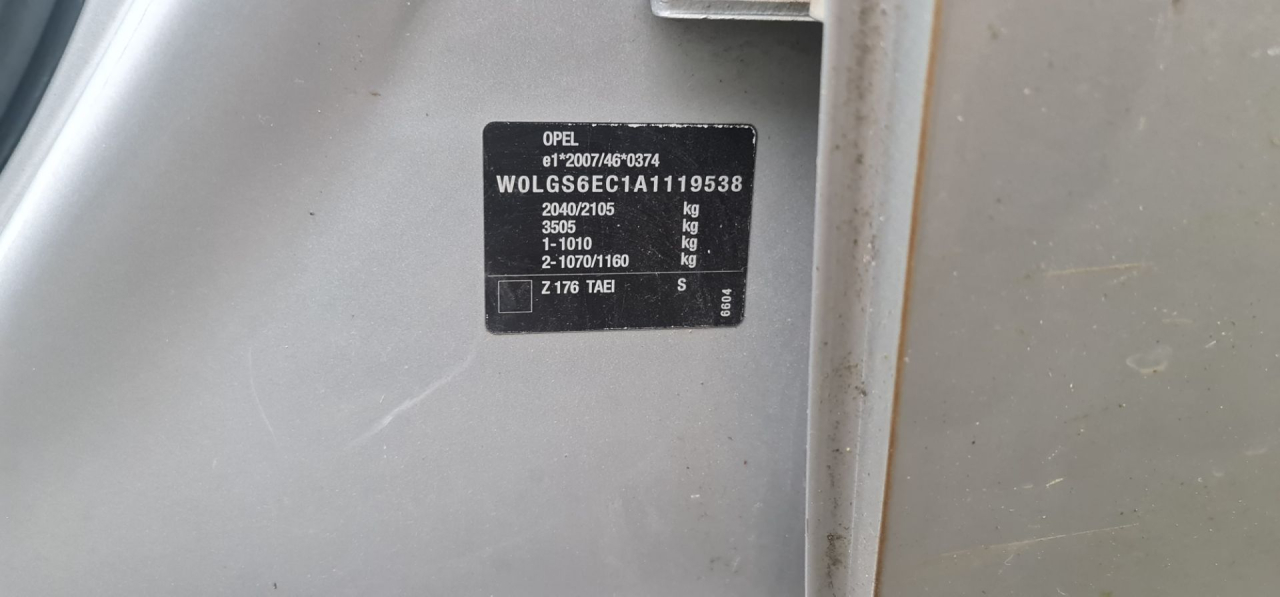 OPEL
e1*2007/46*0374
W0LGS6EC1A1119538
2040/2105 kg
3505 kg
1-1010 kg
2-1070/1160 kg
Z 176 TAEI S
6604